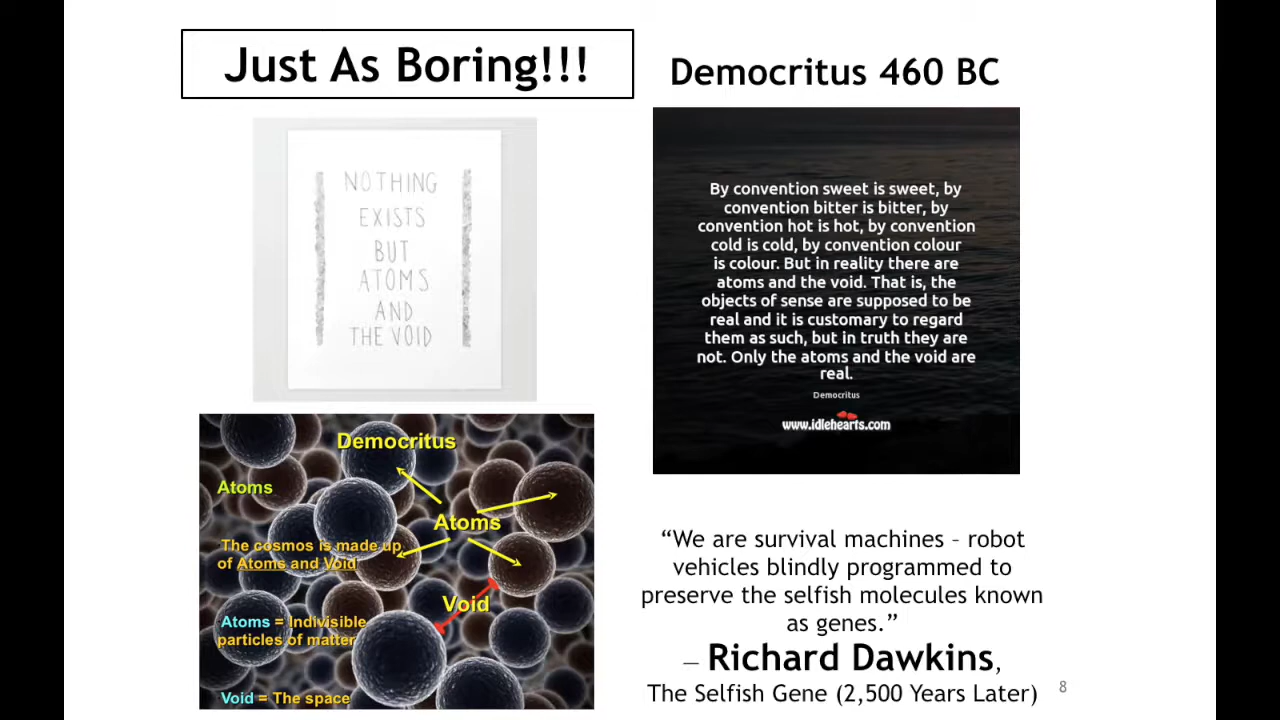 Just As Boring!!!
Democritus 460 BC
NOTHING
EXISTS
BUT
ATOMS
AND
THE VOID
By convention sweet is sweet, by
convention bitter is bitter, by
convention hot is hot, by convention
cold is cold, by convention colour
is colour. But in reality there are
atoms and the void. That is, the
objects of sense are supposed to be
real and it is customary to regard
them as such, but in truth they are
not. Only the atoms and the void are
real.
Democritus
www.idlehearts.com
Democritus
Atoms
Atoms
The cosmos is made up
of Atoms and Void
Void
Atoms = Indivisible
particles of matter
Void = The space
“We are survival machines – robot
vehicles blindly programmed to
preserve the selfish molecules known
as genes.”
― Richard Dawkins,
The Selfish Gene (2,500 Years Later)
8